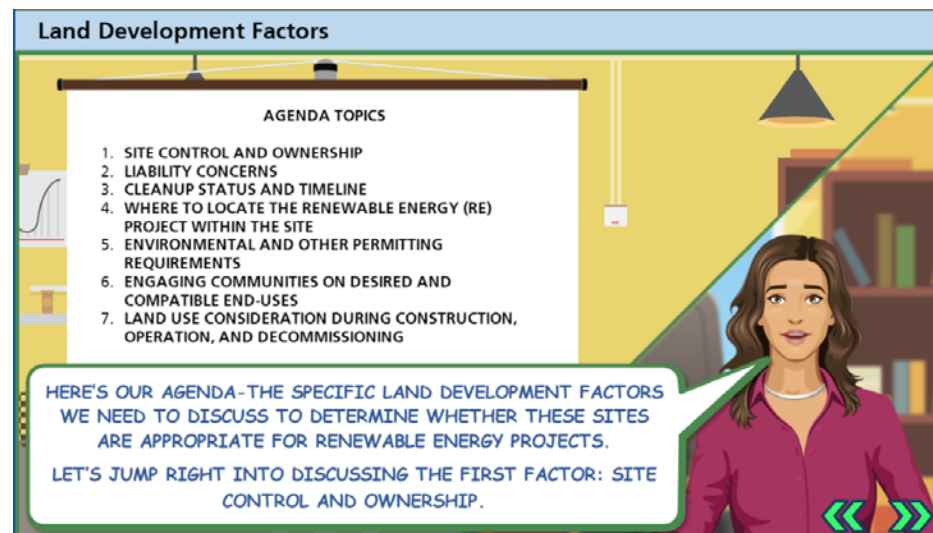 Land Development Factors
AGENDA TOPICS
1. SITE CONTROL AND OWNERSHIP
2. LIABILITY CONCERNS
3. CLEANUP STATUS AND TIMELINE
4. WHERE TO LOCATE THE RENEWABLE ENERGY (RE)
PROJECT WITHIN THE SITE
5. ENVIRONMENTAL AND OTHER PERMITTING
REQUIREMENTS
6. ENGAGING COMMUNITIES ON DESIRED AND
COMPATIBLE END-USES
7. LAND USE CONSIDERATION DURING CONSTRUCTION,
OPERATION, AND DECOMMISSIONING
HERE'S OUR AGENDA-THE SPECIFIC LAND DEVELOPMENT FACTORS
WE NEED TO DISCUSS TO DETERMINE WHETHER THESE SITES
ARE APPROPRIATE FOR RENEWABLE ENERGY PROJECTS.
LET'S JUMP RIGHT INTO DISCUSSING THE FIRST FACTOR: SITE
CONTROL AND OWNERSHIP.